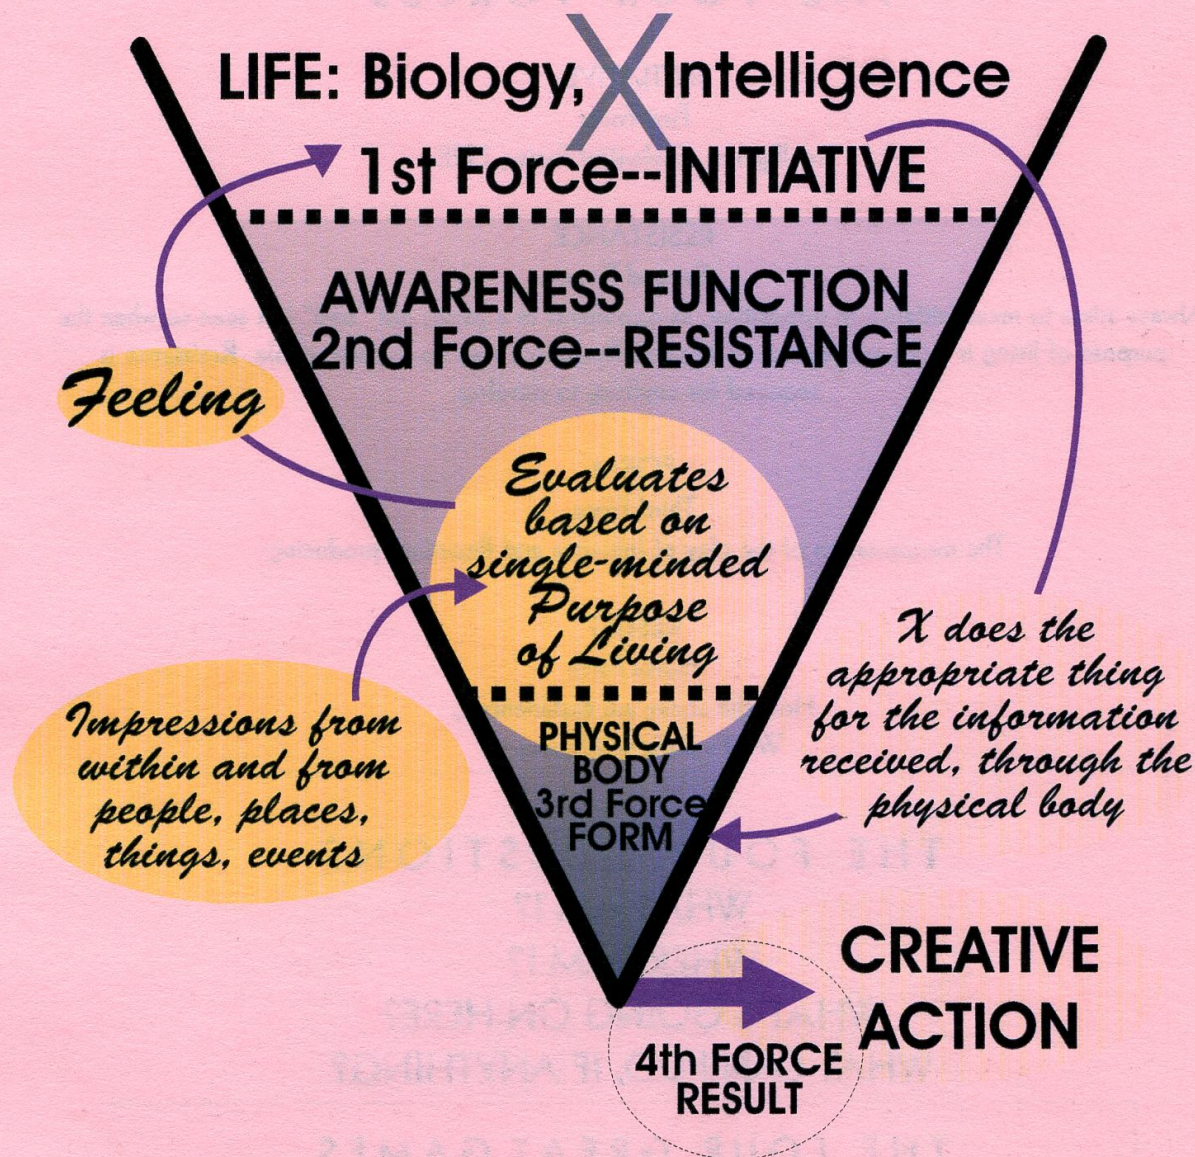 LIFE: Biology, X Intelligence
1st Force--INITIATIVE
AWARENESS FUNCTION
2nd Force--RESISTANCE
Feeling
Evaluates
based on
single-minded
Purpose
of Living
Impressions from
within and from
people, places,
things, events
X does the
appropriate thing
for the information
received, through the
physical body
PHYSICAL
BODY
3rd Force
FORM
CREATIVE
ACTION
4th FORCE
RESULT